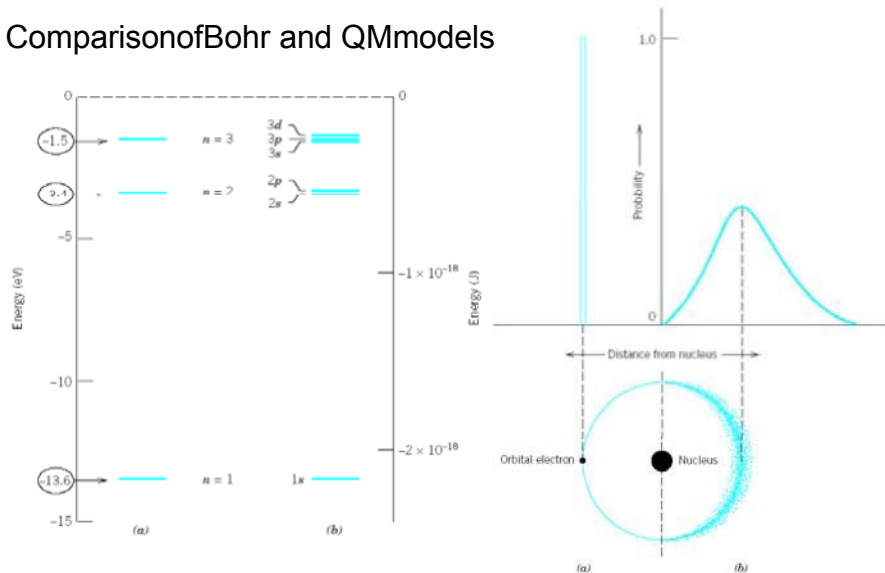 ComparisonofBohr and QMmodels
0
0
-1.5
n = 3
3d
3p
3s
n = 2
2p
2s
-5
-1 × 10⁻¹⁸
Energy (eV)
Energy (J)
-10
-2 × 10⁻¹⁸
-13.6
n = 1
1s
-15
(a)
(b)
1.0
Probbility
0
Distance from nucleus
Orbital electron
Nucleus
(a)
(b)